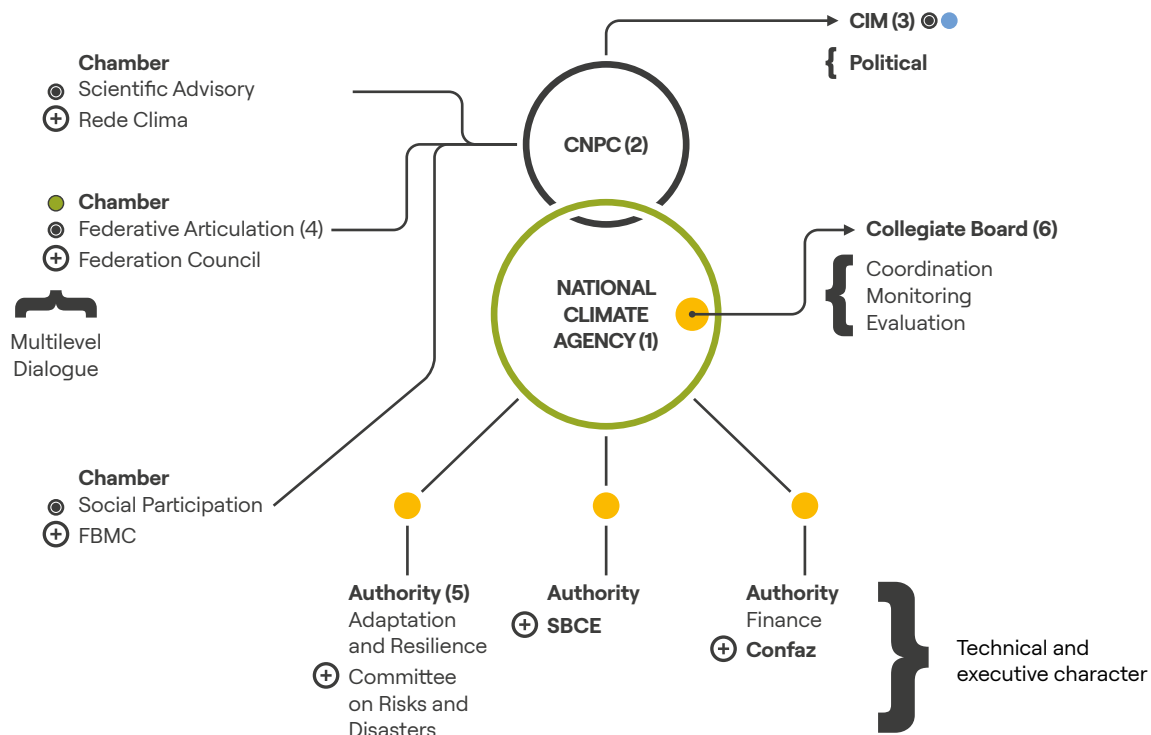 CIM (3)
{ Political
Chamber
Scientific Advisory
Rede Clima
CNPC (2)
Chamber
Federative Articulation (4)
Federation Council
Multilevel
Dialogue
NATIONAL
CLIMATE
AGENCY (1)
Collegiate Board (6)
Coordination
Monitoring
Evaluation
Chamber
Social Participation
FBMC
Authority (5)
Adaptation
and Resilience
Committee
on Risks and
Disasters
Authority
SBCE
Authority
Finance
Confaz
Technical and
executive character